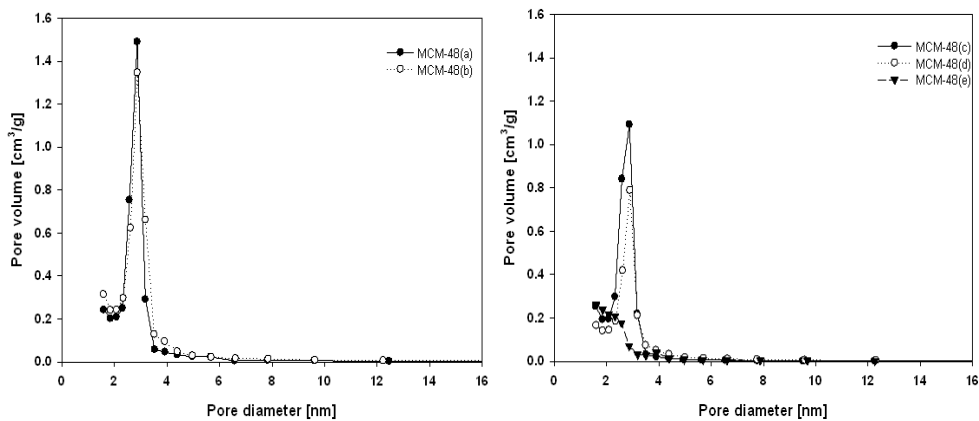 1.6
1.4
1.2
1.0
0.8
0.6
0.4
0.2
0.0
Pore volume [cm³/g]
MCM-48(a)
MCM-48(b)
0 2 4 6 8 10 12 14 16
Pore diameter [nm]
1.6
1.4
1.2
1.0
0.8
0.6
0.4
0.2
0.0
Pore volume [cm³/g]
MCM-48(c)
MCM-48(d)
MCM-48(e)
0 2 4 6 8 10 12 14 16
Pore diameter [nm]